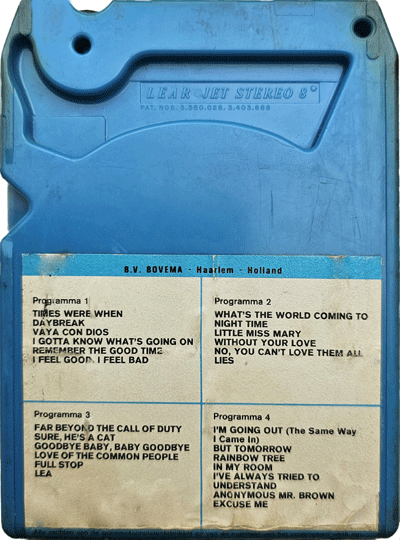 LEAR JET STEREO 8
PAT. NOS. 3,380,028, 3,403,868
B.V. BOVEMA - Haarlem - Holland
Programma 1
TIMES WERE WHEN
DAYBREAK
VAYA CON DIOS
I GOTTA KNOW WHAT'S GOING ON
REMEMBER THE GOOD TIME
I FEEL GOOD, I FEEL BAD
Programma 2
WHAT'S THE WORLD COMING TO
NIGHT TIME
LITTLE MISS MARY
WITHOUT YOUR LOVE
NO, YOU CAN'T LOVE THEM ALL
LIES
Programma 3
FAR BEYOND THE CALL OF DUTY
SURE, HE'S A CAT
GOODBYE BABY, BABY GOODBYE
LOVE OF THE COMMON PEOPLE
FULL STOP
LEA
Programma 4
I'M GOING OUT (The Same Way
I Came In)
BUT TOMORROW
RAINBOW TREE
IN MY ROOM
I'VE ALWAYS TRIED TO
UNDERSTAND
ANONYMOUS MR. BROWN
EXCUSE ME